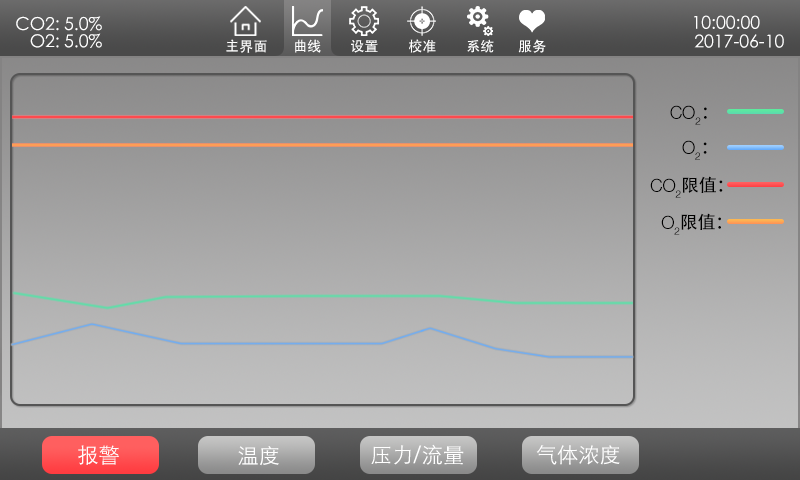 CO2: 5.0%
O2: 5.0%
主界面
曲线
设置
校准
系统
服务
10:00:00
2017-06-10
CO₂：
O₂：
CO₂限值：
O₂限值：
报警
温度
压力/流量
气体浓度